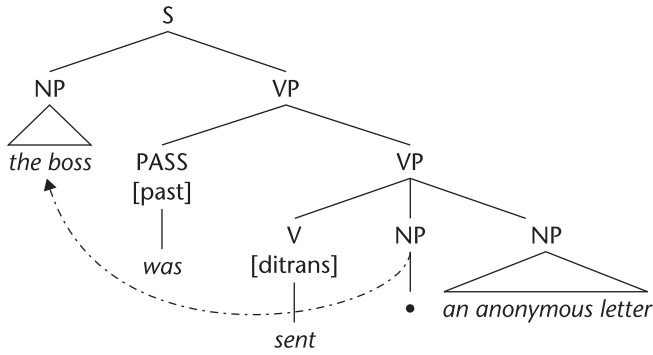 S
NP VP
the boss PASS VP
[past]
V NP NP
was [ditrans]
• an anonymous letter
sent